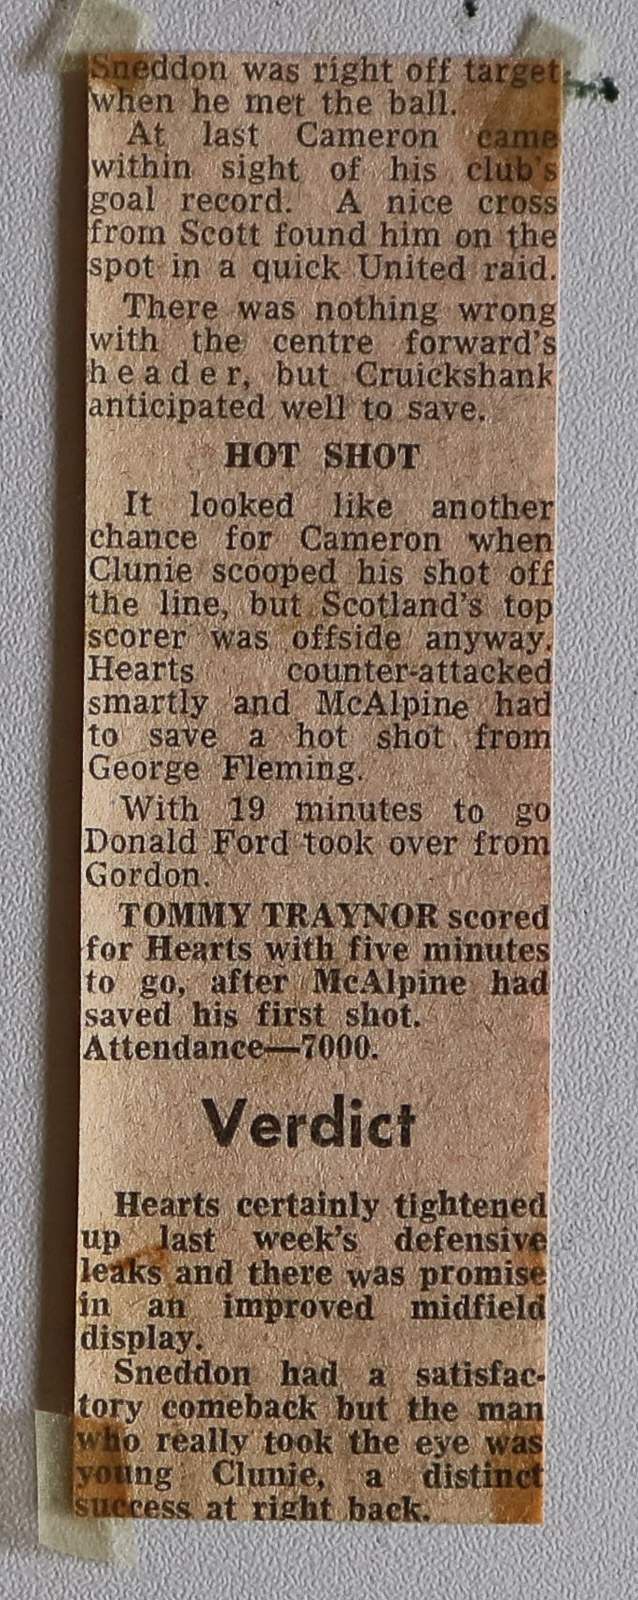 Sneddon was right off target
when he met the ball.
At last Cameron came
within sight of his club's
goal record. A nice cross
from Scott found him on the
spot in a quick United raid.
There was nothing wrong
with the centre forward's
header, but Cruickshank
anticipated well to save.
HOT SHOT
It looked like another
chance for Cameron when
Clunie scooped his shot off
the line, but Scotland's top
scorer was offside anyway.
Hearts counter-attacked
smartly and McAlpine had
to save a hot shot from
George Fleming.
With 19 minutes to go
Donald Ford took over from
Gordon.
TOMMY TRAYNOR scored
for Hearts with five minutes
to go, after McAlpine had
saved his first shot.
Attendance—7000.
Verdict
Hearts certainly tightened
up last week's defensive
leaks and there was promise
in an improved midfield
display.
Sneddon had a satisfac-
tory comeback but the man
who really took the eye was
young Clunie, a distinct
success at right back.